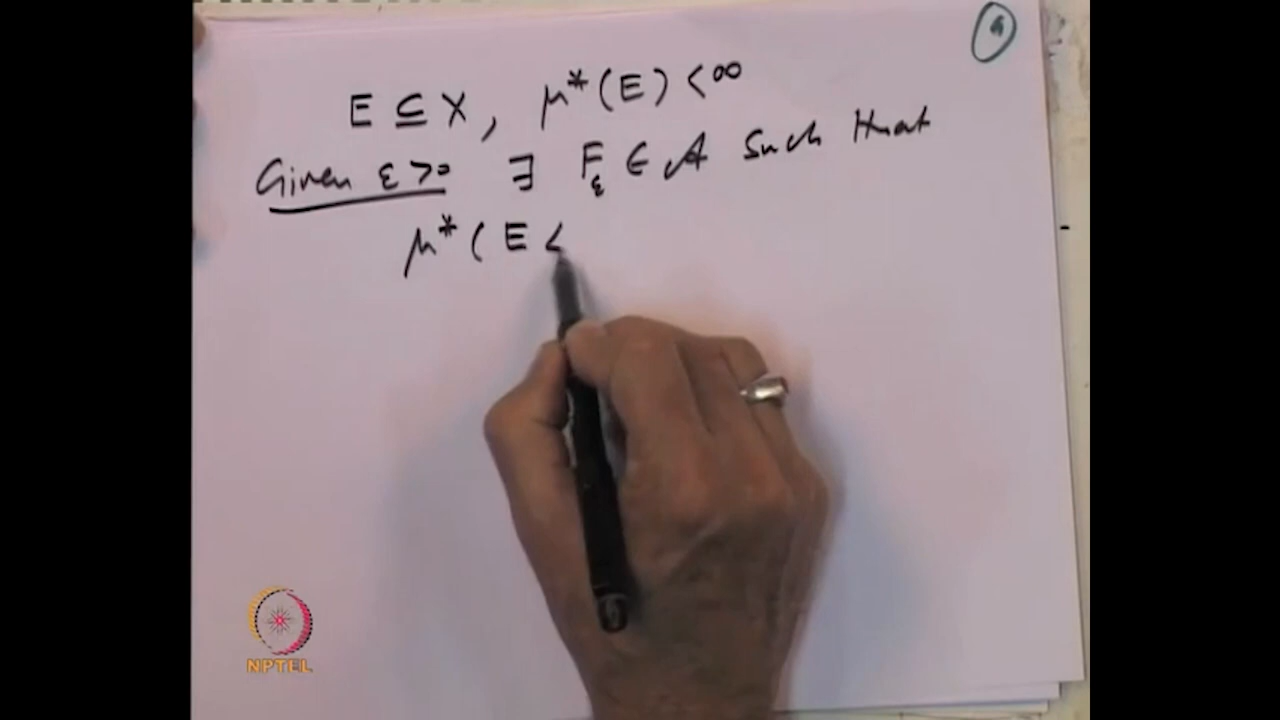 E ⊆ X, μ*(E) < ∞
Given ε > 0 ∃ F_ε ∈ 𝒜 such that
μ*( E <
NPTEL